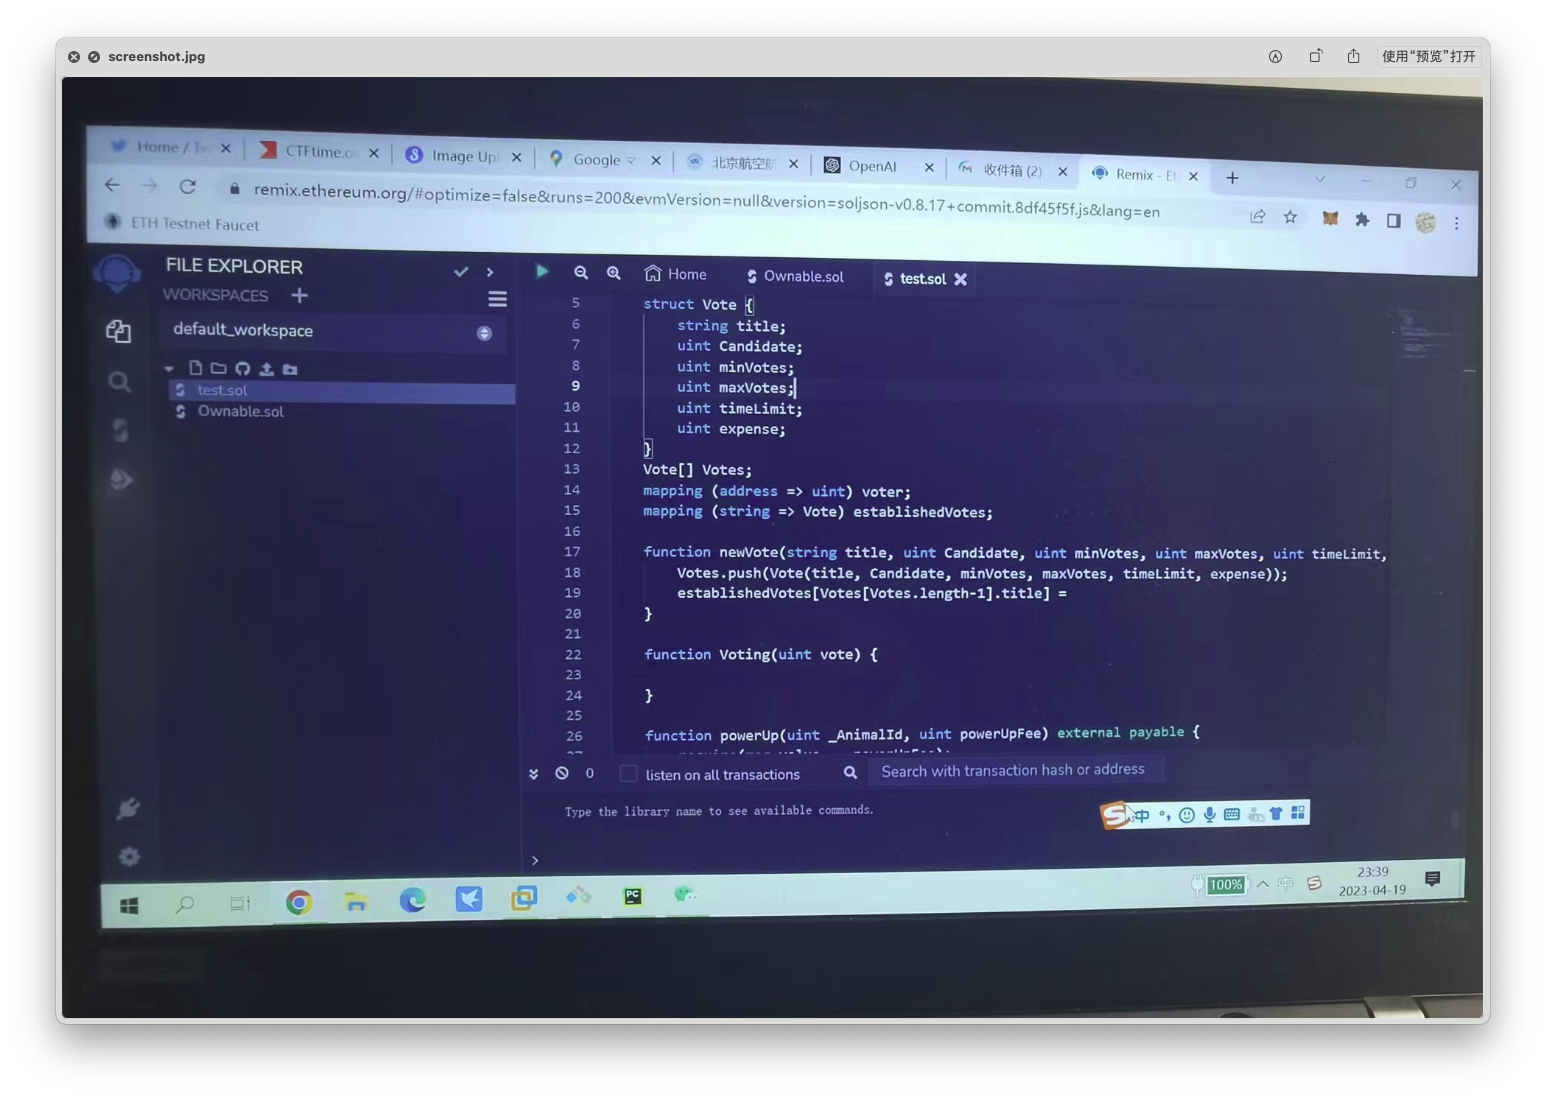 screenshot.jpg
使用“预览”打开
Home / Tw
CTFtime.o
Image Upl
Google マ
北京航空航
OpenAI
收件箱 (2)
Remix - Et
remix.ethereum.org/#optimize=false&runs=200&evmVersion=null&version=soljson-v0.8.17+commit.8df45f5f.js&lang=en
ETH Testnet Faucet
FILE EXPLORER
WORKSPACES +
default_workspace
test.sol
Ownable.sol
Home
Ownable.sol
test.sol
5 struct Vote {
6 string title;
7 uint Candidate;
8 uint minVotes;
9 uint maxVotes;
10 uint timeLimit;
11 uint expense;
12 }
13 Vote[] Votes;
14 mapping (address => uint) voter;
15 mapping (string => Vote) establishedVotes;
16
17 function newVote(string title, uint Candidate, uint minVotes, uint maxVotes, uint timeLimit,
18 Votes.push(Vote(title, Candidate, minVotes, maxVotes, timeLimit, expense));
19 establishedVotes[Votes[Votes.length-1].title] =
20 }
21
22 function Voting(uint vote) {
23
24 }
25
26 function powerUp(uint _AnimalId, uint powerUpFee) external payable {
0
listen on all transactions
Search with transaction hash or address
Type the library name to see available commands.
>
中
PC
100%
中
23:39
2023-04-19